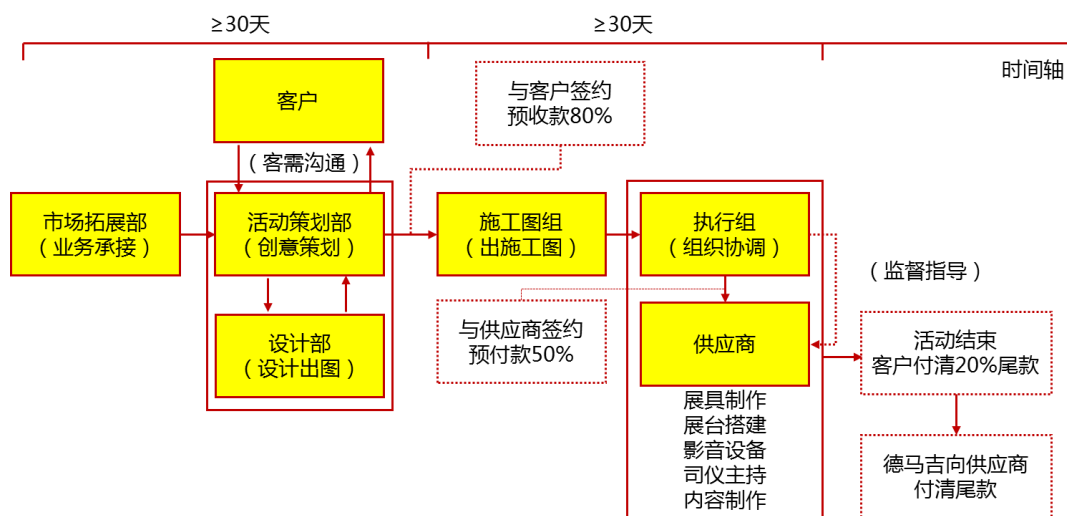 ≥30天
≥30天
时间轴
客户
与客户签约
预收款80%
（客需沟通）
市场拓展部
（业务承接）
活动策划部
（创意策划）
施工图组
（出施工图）
执行组
（组织协调）
（监督指导）
设计部
（设计出图）
与供应商签约
预付款50%
供应商
活动结束
客户付清20%尾款
展具制作
展台搭建
影音设备
司仪主持
内容制作
德马吉向供应商
付清尾款